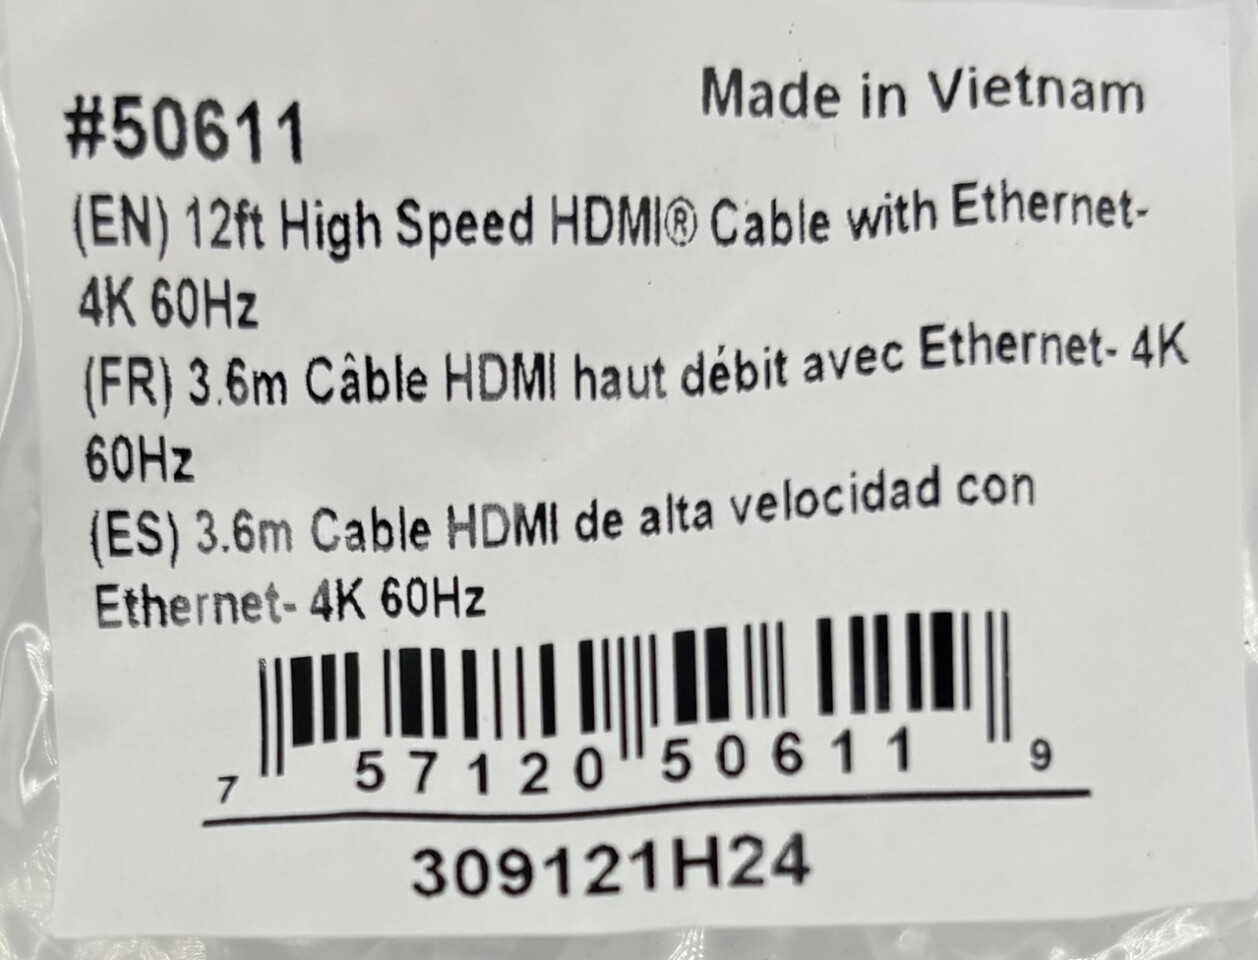 #50611
Made in Vietnam
(EN) 12ft High Speed HDMI® Cable with Ethernet-
4K 60Hz
(FR) 3.6m Câble HDMI haut débit avec Ethernet- 4K
60Hz
(ES) 3.6m Cable HDMI de alta velocidad con
Ethernet- 4K 60Hz
7 57120 50611 9
309121H24